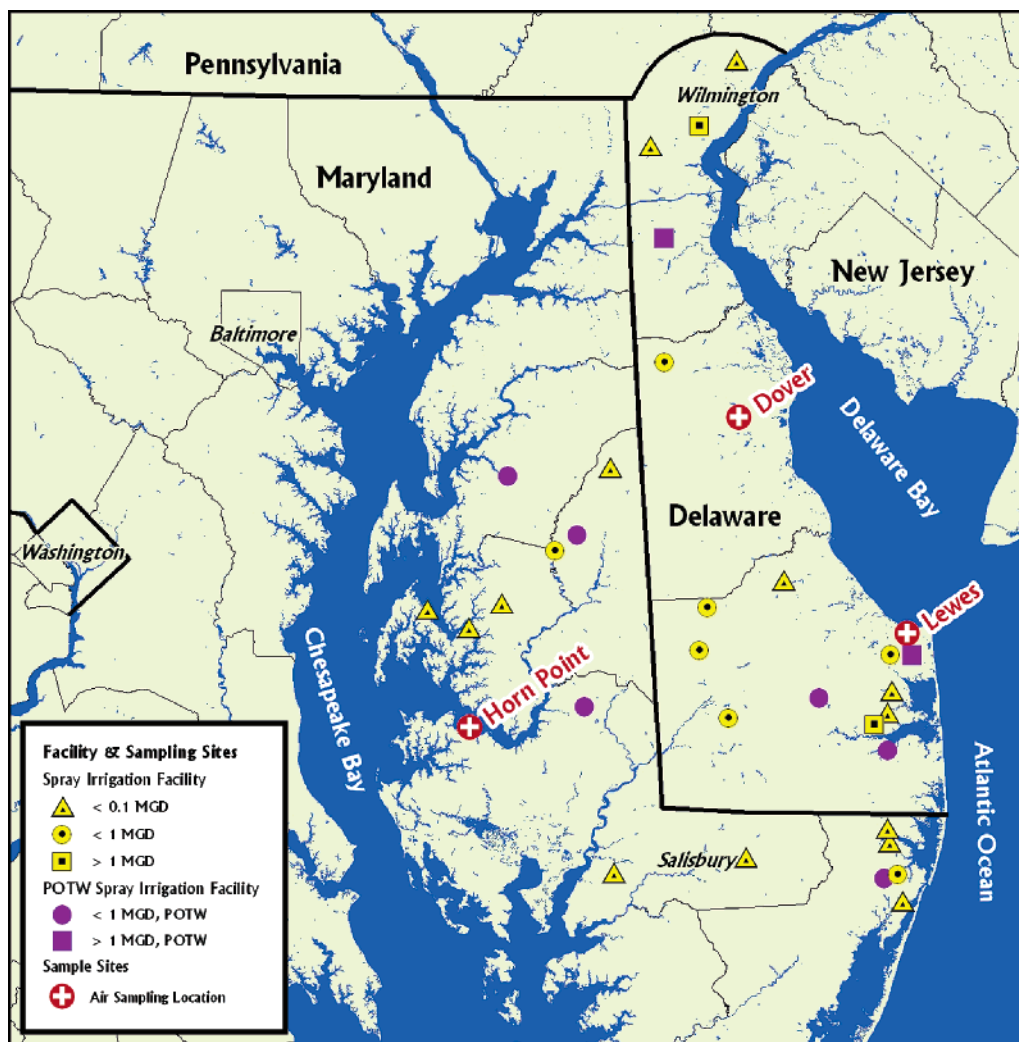 Pennsylvania
Wilmington
Maryland
New Jersey
Baltimore
Dover
Delaware Bay
Delaware
Washington
Lewes
Chesapeake Bay
Horn Point
Atlantic Ocean
Salisbury
Facility & Sampling Sites
Spray Irrigation Facility
< 0.1 MGD
< 1 MGD
> 1 MGD
POTW Spray Irrigation Facility
< 1 MGD, POTW
> 1 MGD, POTW
Sample Sites
Air Sampling Location